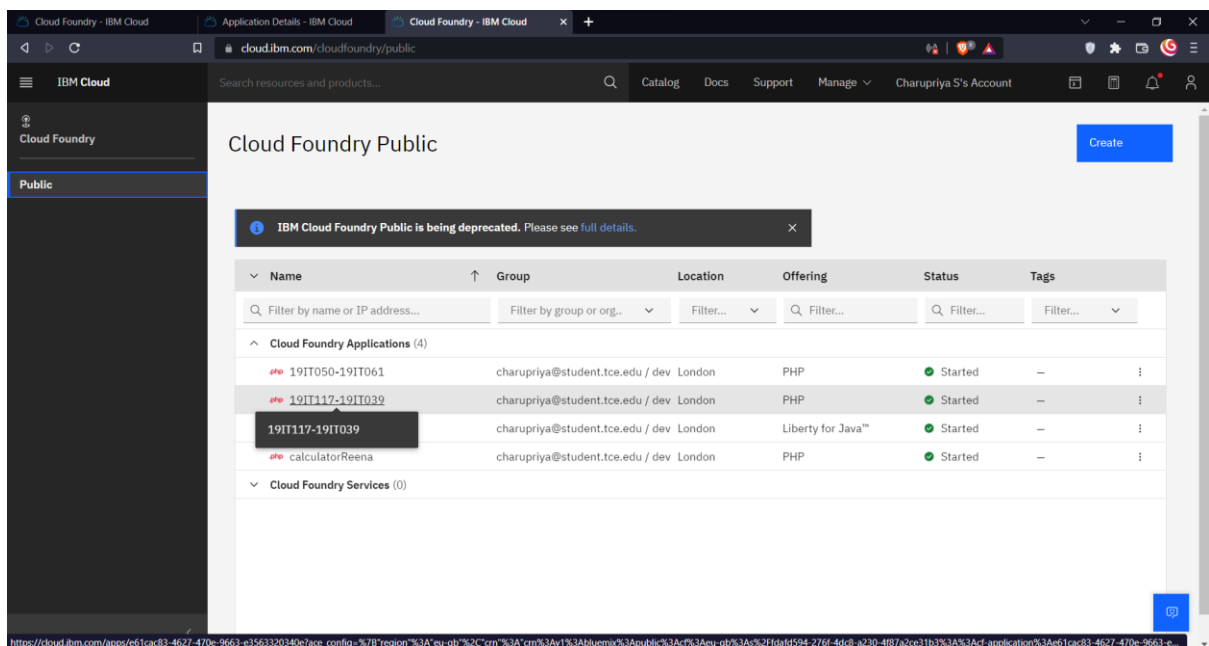 Cloud Foundry - IBM Cloud
Application Details - IBM Cloud
Cloud Foundry - IBM Cloud
cloud.ibm.com/cloudfoundry/public
IBM Cloud
Search resources and products...
Catalog
Docs
Support
Manage
Charupriya S's Account
Cloud Foundry
Public
Cloud Foundry Public
Create
IBM Cloud Foundry Public is being deprecated. Please see full details.
Name Group Location Offering Status Tags
Filter by name or IP address... Filter by group or org.. Filter... Filter... Filter... Filter...
Cloud Foundry Applications (4)
php 19IT050-19IT061 charupriya@student.tce.edu / dev London PHP Started –
php 19IT117-19IT039 charupriya@student.tce.edu / dev London PHP Started –
19IT117-19IT039
charupriya@student.tce.edu / dev London Liberty for Java™ Started –
php calculatorReena charupriya@student.tce.edu / dev London PHP Started –
Cloud Foundry Services (0)